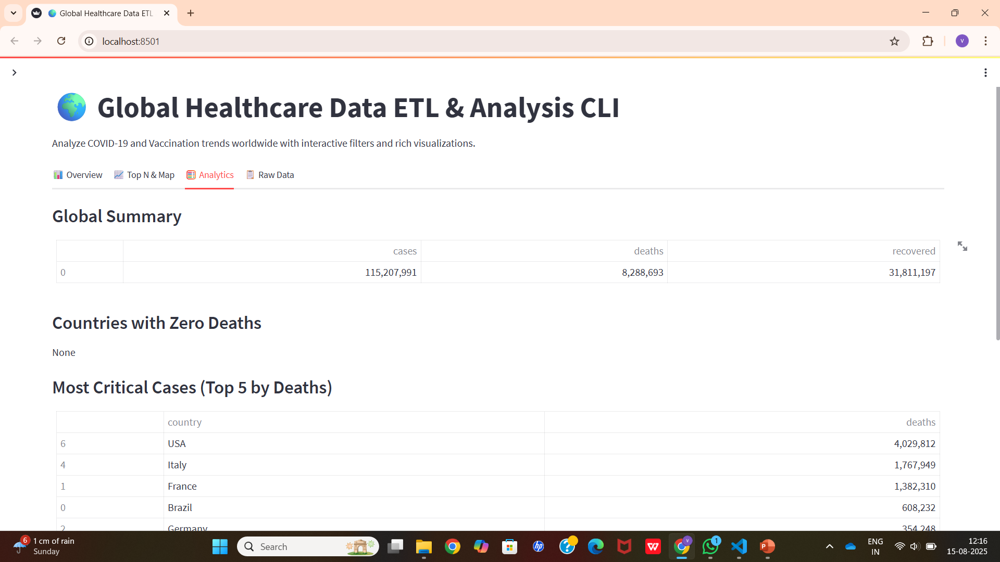 Global Healthcare Data ETL
localhost:8501
V
Global Healthcare Data ETL & Analysis CLI
Analyze COVID-19 and Vaccination trends worldwide with interactive filters and rich visualizations.
Overview Top N & Map Analytics Raw Data
Global Summary
cases deaths recovered
0 115,207,991 8,288,693 31,811,197
Countries with Zero Deaths
None
Most Critical Cases (Top 5 by Deaths)
country deaths
6 USA 4,029,812
4 Italy 1,767,949
1 France 1,382,310
0 Brazil 608,232
2 Germany 354,248
6 1 cm of rain
Sunday
Search
hp
?
W
V
1
P
ENG
IN
12:16
15-08-2025